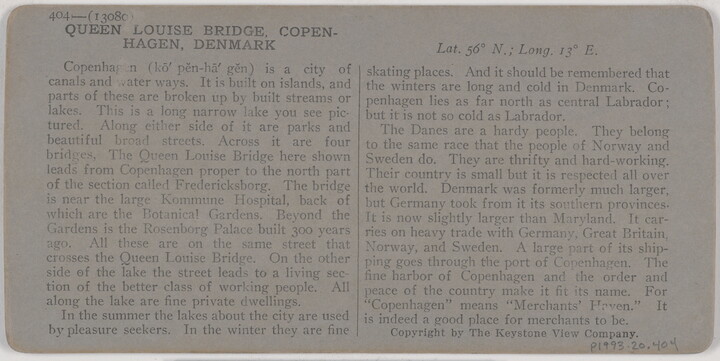 404—(13080
QUEEN LOUISE BRIDGE, COPEN-
HAGEN, DENMARK
Copenhagen (kō′ pĕn-hā′ gĕn) is a city of
canals and water ways. It is built on islands, and
parts of these are broken up by built streams or
lakes. This is a long narrow lake you see pic-
tured. Along either side of it are parks and
beautiful broad streets. Across it are four
bridges. The Queen Louise Bridge here shown
leads from Copenhagen proper to the north part
of the section called Fredericksborg. The bridge
is near the large Kommune Hospital, back of
which are the Botanical Gardens. Beyond the
Gardens is the Rosenborg Palace built 300 years
ago. All these are on the same street that
crosses the Queen Louise Bridge. On the other
side of the lake the street leads to a living sec-
tion of the better class of working people. All
along the lake are fine private dwellings.
In the summer the lakes about the city are used
by pleasure seekers. In the winter they are fine
Lat. 56° N.; Long. 13° E.
skating places. And it should be remembered that
the winters are long and cold in Denmark. Co-
penhagen lies as far north as central Labrador;
but it is not so cold as Labrador.
The Danes are a hardy people. They belong
to the same race that the people of Norway and
Sweden do. They are thrifty and hard-working.
Their country is small but it is respected all over
the world. Denmark was formerly much larger,
but Germany took from it its southern provinces.
It is now slightly larger than Maryland. It car-
ries on heavy trade with Germany, Great Britain,
Norway, and Sweden. A large part of its ship-
ping goes through the port of Copenhagen. The
fine harbor of Copenhagen and the order and
peace of the country make it fit its name. For
"Copenhagen" means "Merchants' Haven." It
is indeed a good place for merchants to be.
Copyright by The Keystone View Company.
P1993.20.404